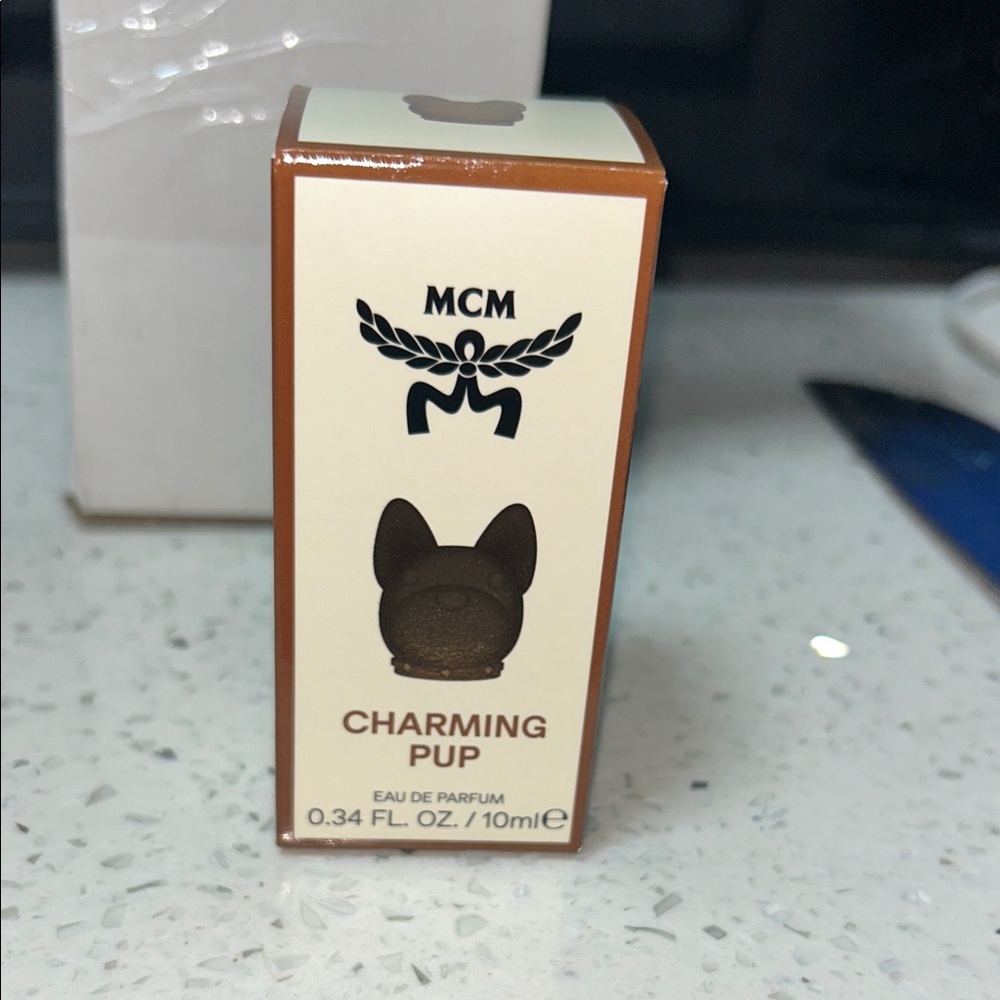 MCM
CHARMING
PUP
EAU DE PARFUM
0.34 FL. OZ. / 10ml℮